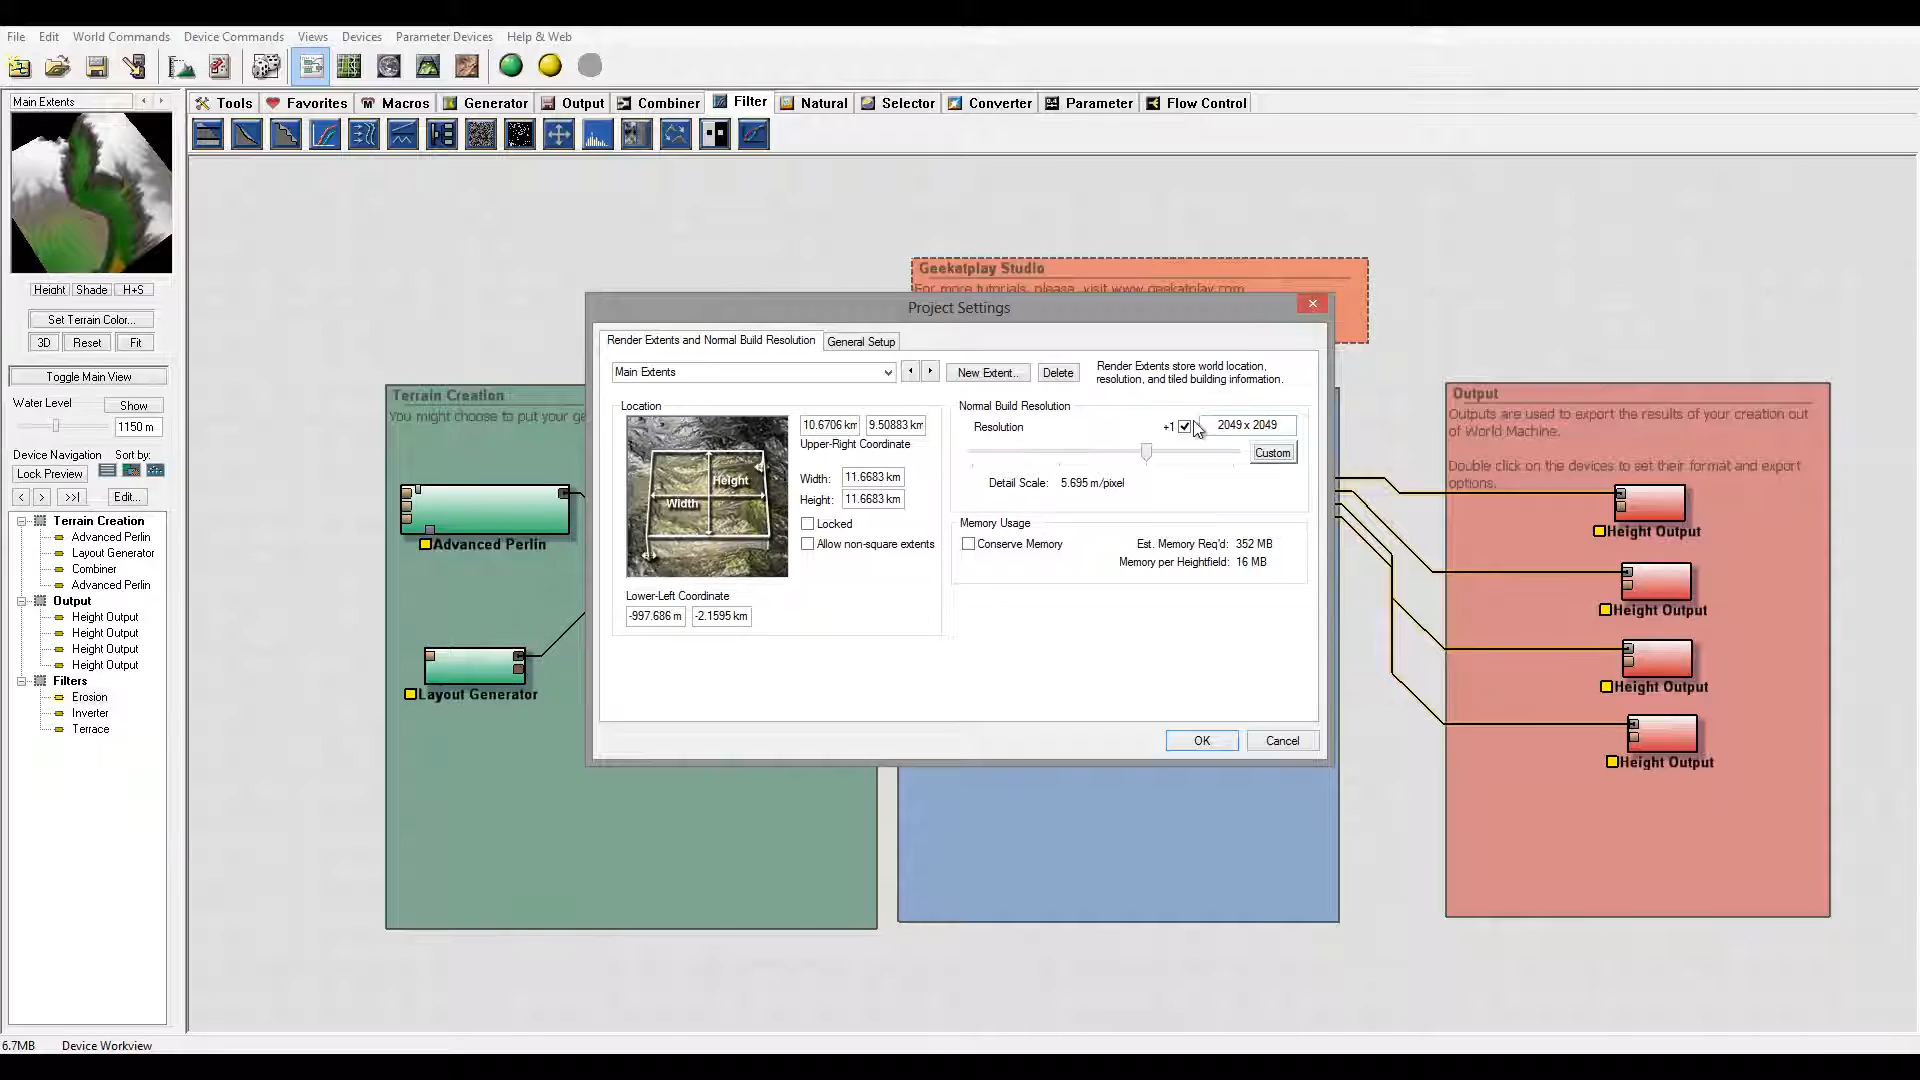 File Edit World Commands Device Commands Views Devices Parameter Devices Help & Web
Main Extents
Tools Favorites Macros Generator Output Combiner Filter Natural Selector Converter Parameter Flow Control
Height Shade H+S
Set Terrain Color...
3D Reset Fit
Toggle Main View
Water Level Show
1150 m
Device Navigation Sort by:
Lock Preview
< > >>| Edit...
Terrain Creation
Advanced Perlin
Layout Generator
Combiner
Advanced Perlin
Output
Height Output
Height Output
Height Output
Height Output
Filters
Erosion
Inverter
Terrace
6.7MB Device Workview
Geekatplay Studio
For more tutorials, please, visit www.geekatplay.com
Terrain Creation
You might choose to put your ge
Advanced Perlin
Layout Generator
Project Settings
Render Extents and Normal Build Resolution General Setup
Main Extents
New Extent... Delete
Render Extents store world location,
resolution, and tiled building information.
Location
Height
Width
10.6706 km 9.50883 km
Upper-Right Coordinate
Width: 11.6683 km
Height: 11.6683 km
Locked
Allow non-square extents
Lower-Left Coordinate
-997.686 m -2.1595 km
Normal Build Resolution
Resolution +1 2049 x 2049
Custom
Detail Scale: 5.695 m/pixel
Memory Usage
Conserve Memory Est. Memory Req'd: 352 MB
Memory per Heightfield: 16 MB
OK Cancel
Output
Outputs are used to export the results of your creation out
of World Machine.
Double click on the devices to set their format and export
options.
Height Output
Height Output
Height Output
Height Output